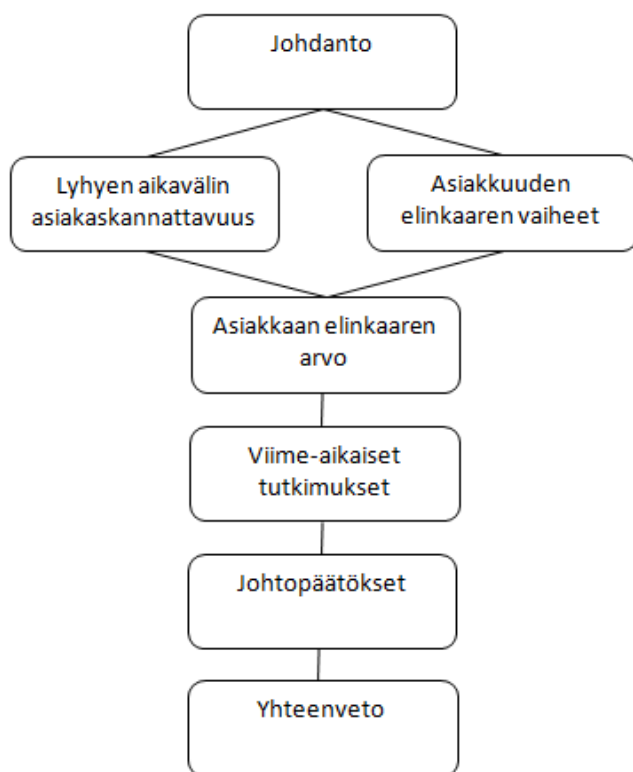 Johdanto
Lyhyen aikavälin
asiakaskannattavuus
Asiakkuuden
elinkaaren vaiheet
Asiakkaan elinkaaren
arvo
Viime-aikaiset
tutkimukset
Johtopäätökset
Yhteenveto